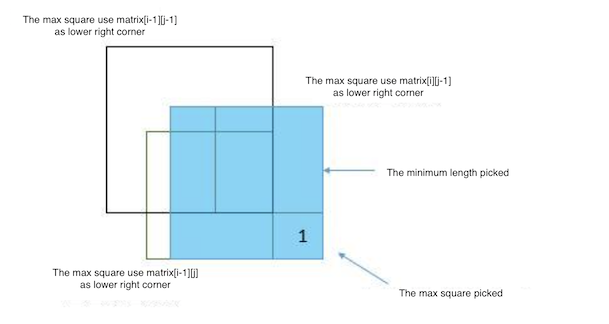 The max square use matrix[i-1][j-1]
as lower right corner
The max square use matrix[i][j-1]
as lower right corner
The minimum length picked
1
The max square use matrix[i-1][j]
as lower right corner
The max square picked